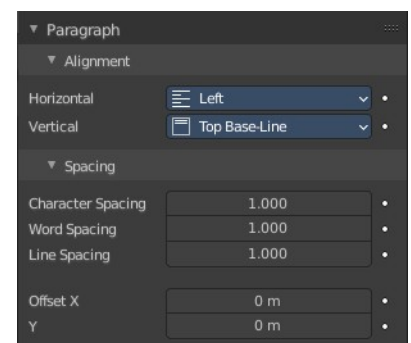 Paragraph
Alignment
Horizontal Left
Vertical Top Base-Line
Spacing
Character Spacing 1.000
Word Spacing 1.000
Line Spacing 1.000
Offset X 0 m
Y 0 m